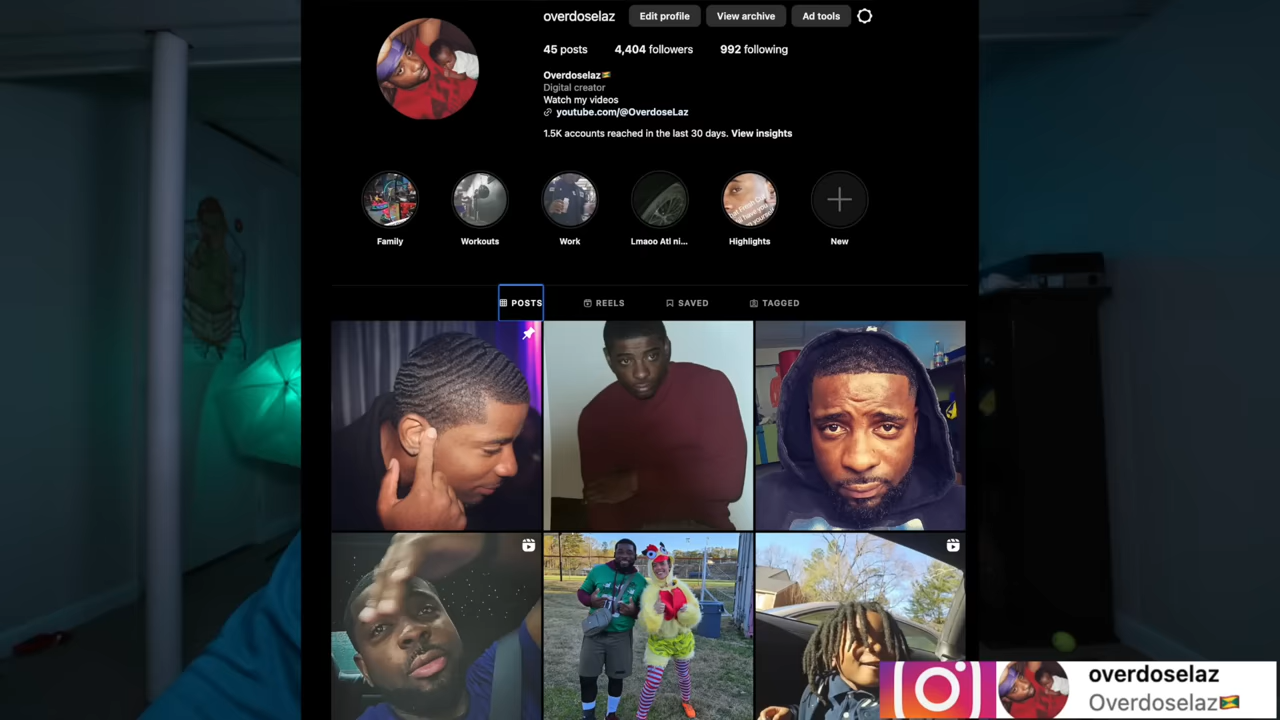 overdoselaz Edit profile View archive Ad tools
45 posts 4,404 followers 992 following
Overdoselaz🇬🇩
Digital creator
Watch my videos
youtube.com/@OverdoseLaz
1.5K accounts reached in the last 30 days. View insights
Family Workouts Work Lmaoo Atl ni... Highlights New
POSTS REELS SAVED TAGGED
overdoselaz
Overdoselaz🇬🇩